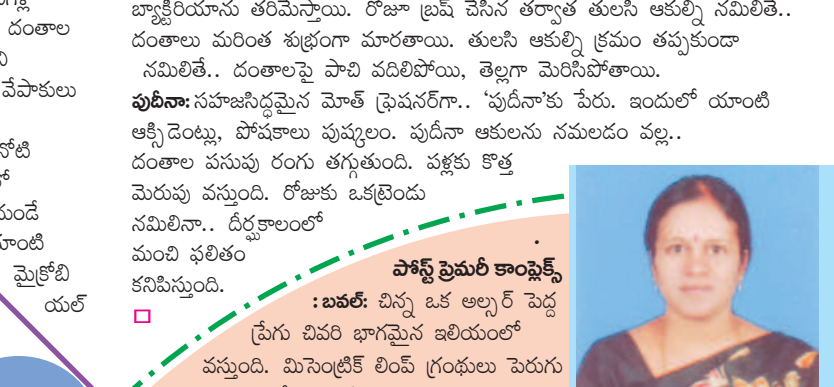 దంతాల
వేపాకులు
నోటి
యాంటి
మైక్రోబి
యల్
బ్యాక్టీరియాను తరిమేస్తాయి. రోజూ బ్రష్ చేసిన తర్వాత తులసి ఆకుల్ని నమిలితే..
దంతాలు మరింత శుభ్రంగా మారతాయి. తులసి ఆకుల్ని క్రమం తప్పకుండా
నమిలితే.. దంతాలపై పాచి వదిలిపోయి, తెల్లగా మెరిసిపోతాయి.
పుదీనా: సహజసిద్ధమైన మోత్ ఫ్రెషనర్‌గా.. ‘పుదీనా’కు పేరు. ఇందులో యాంటి
ఆక్సిడెంట్లు, పోషకాలు పుష్కలం. పుదీనా ఆకులను నమలడం వల్ల..
దంతాల పసుపు రంగు తగ్గుతుంది. పళ్లకు కొత్త
మెరుపు వస్తుంది. రోజుకు ఒకట్రెండు
నమిలినా.. దీర్ఘకాలంలో
మంచి ఫలితం
కనిపిస్తుంది.
పోస్ట్ ప్రైమరీ కాంప్లెక్స్
: బవల్: చిన్న ఒక అల్సర్ పెద్ద
ప్రేగు చివరి భాగమైన ఇలియంలో
వస్తుంది. మిసెంట్రిక్ లింప్ గ్రంథులు పెరుగు